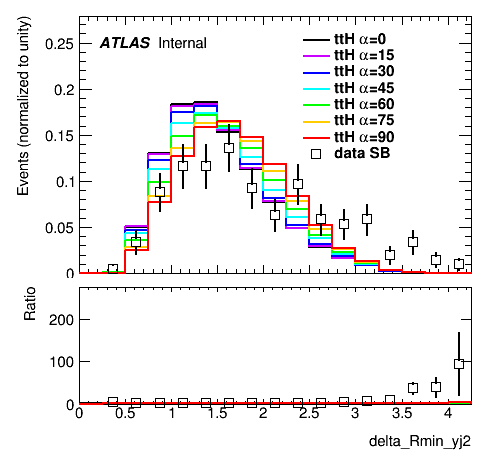 ATLAS Internal
ttH α=0
ttH α=15
ttH α=30
ttH α=45
ttH α=60
ttH α=75
ttH α=90
data SB
Events (normalized to unity)
0.25
0.2
0.15
0.1
0.05
0
Ratio
200
100
0
0 0.5 1 1.5 2 2.5 3 3.5 4
delta_Rmin_yj2